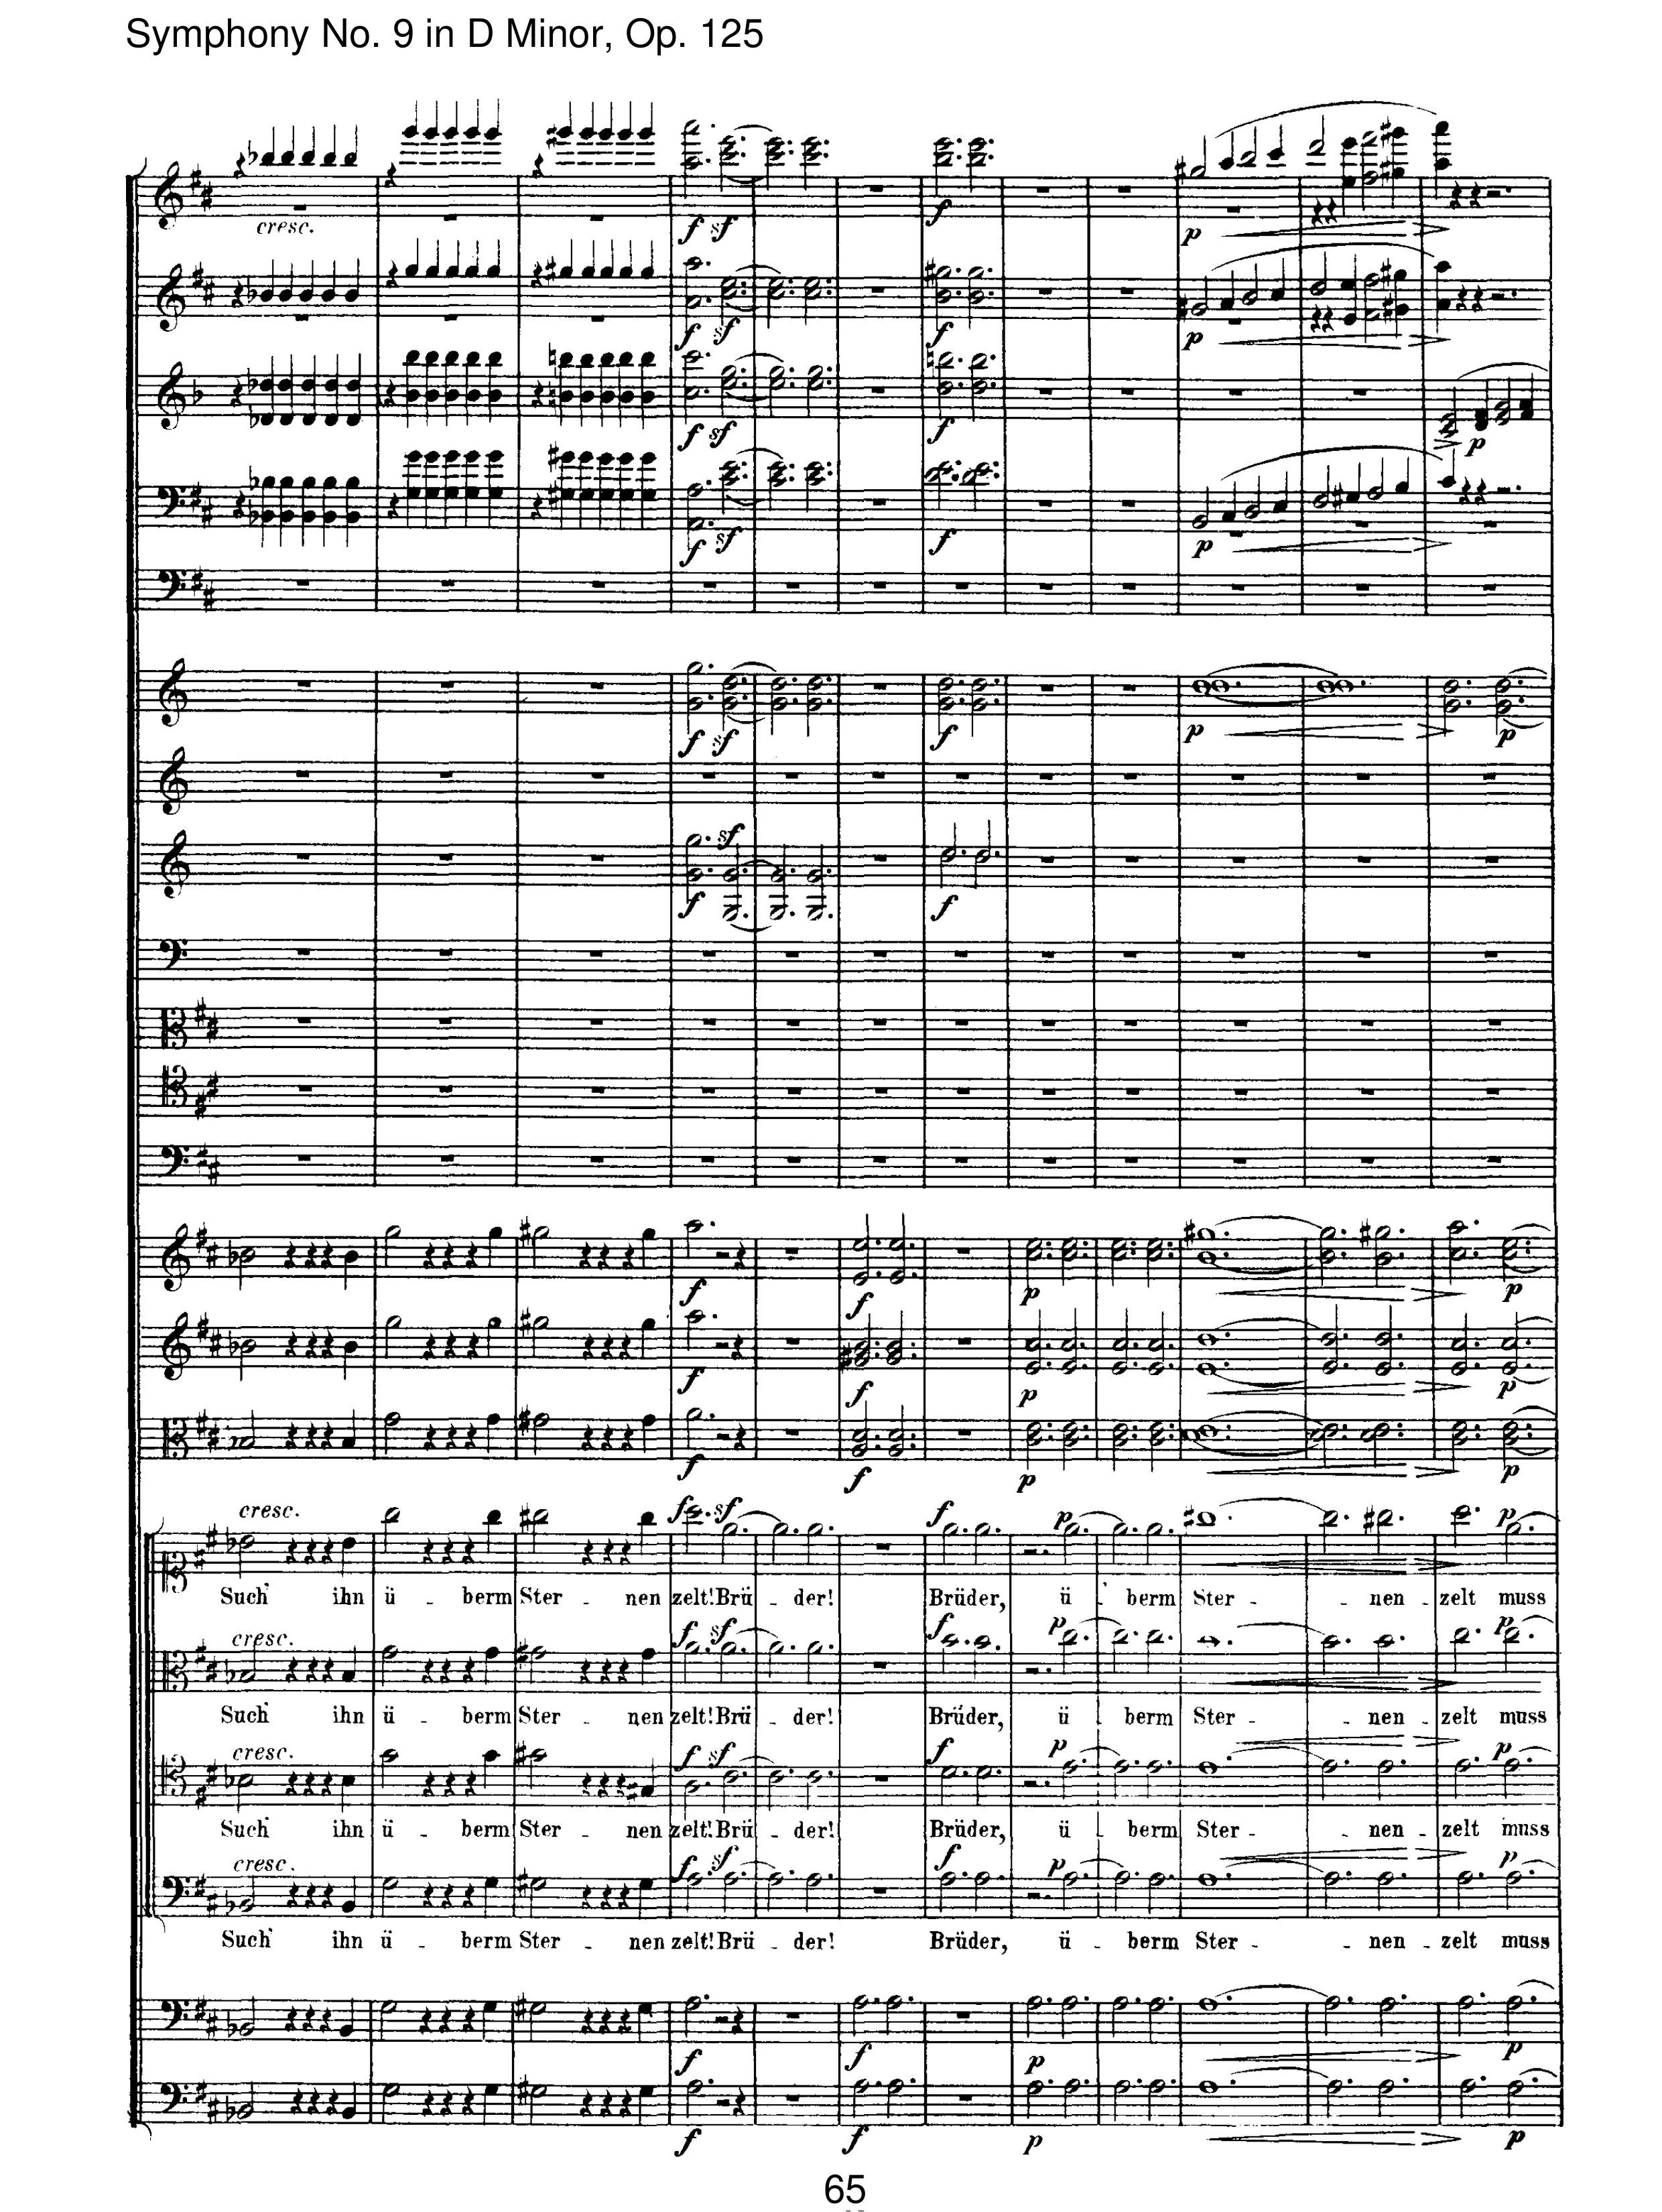 Symphony No. 9 in D Minor, Op. 125
cresc.
f sf f p
f sf f p
f sf f p
f sf f p
f sf f p p
sf
f f
f f p p
f f p p
f f p p
cresc. f sf f p p
Such' ihn ü - berm Ster - nen zelt! Brü - der! Brüder, ü - berm Ster - - nen - zelt muss
cresc. f sf f p p
Such' ihn ü - berm Ster - nen zelt! Brü - der! Brüder, ü - berm Ster - - nen - zelt muss
cresc. f sf f p p
Such' ihn ü - berm Ster - nen zelt! Brü - der! Brüder, ü - berm Ster - - nen - zelt muss
cresc. f sf f p p
Such' ihn ü - berm Ster - nen zelt! Brü - der! Brüder, ü - berm Ster - - nen - zelt muss
f f p p
f f p p
65